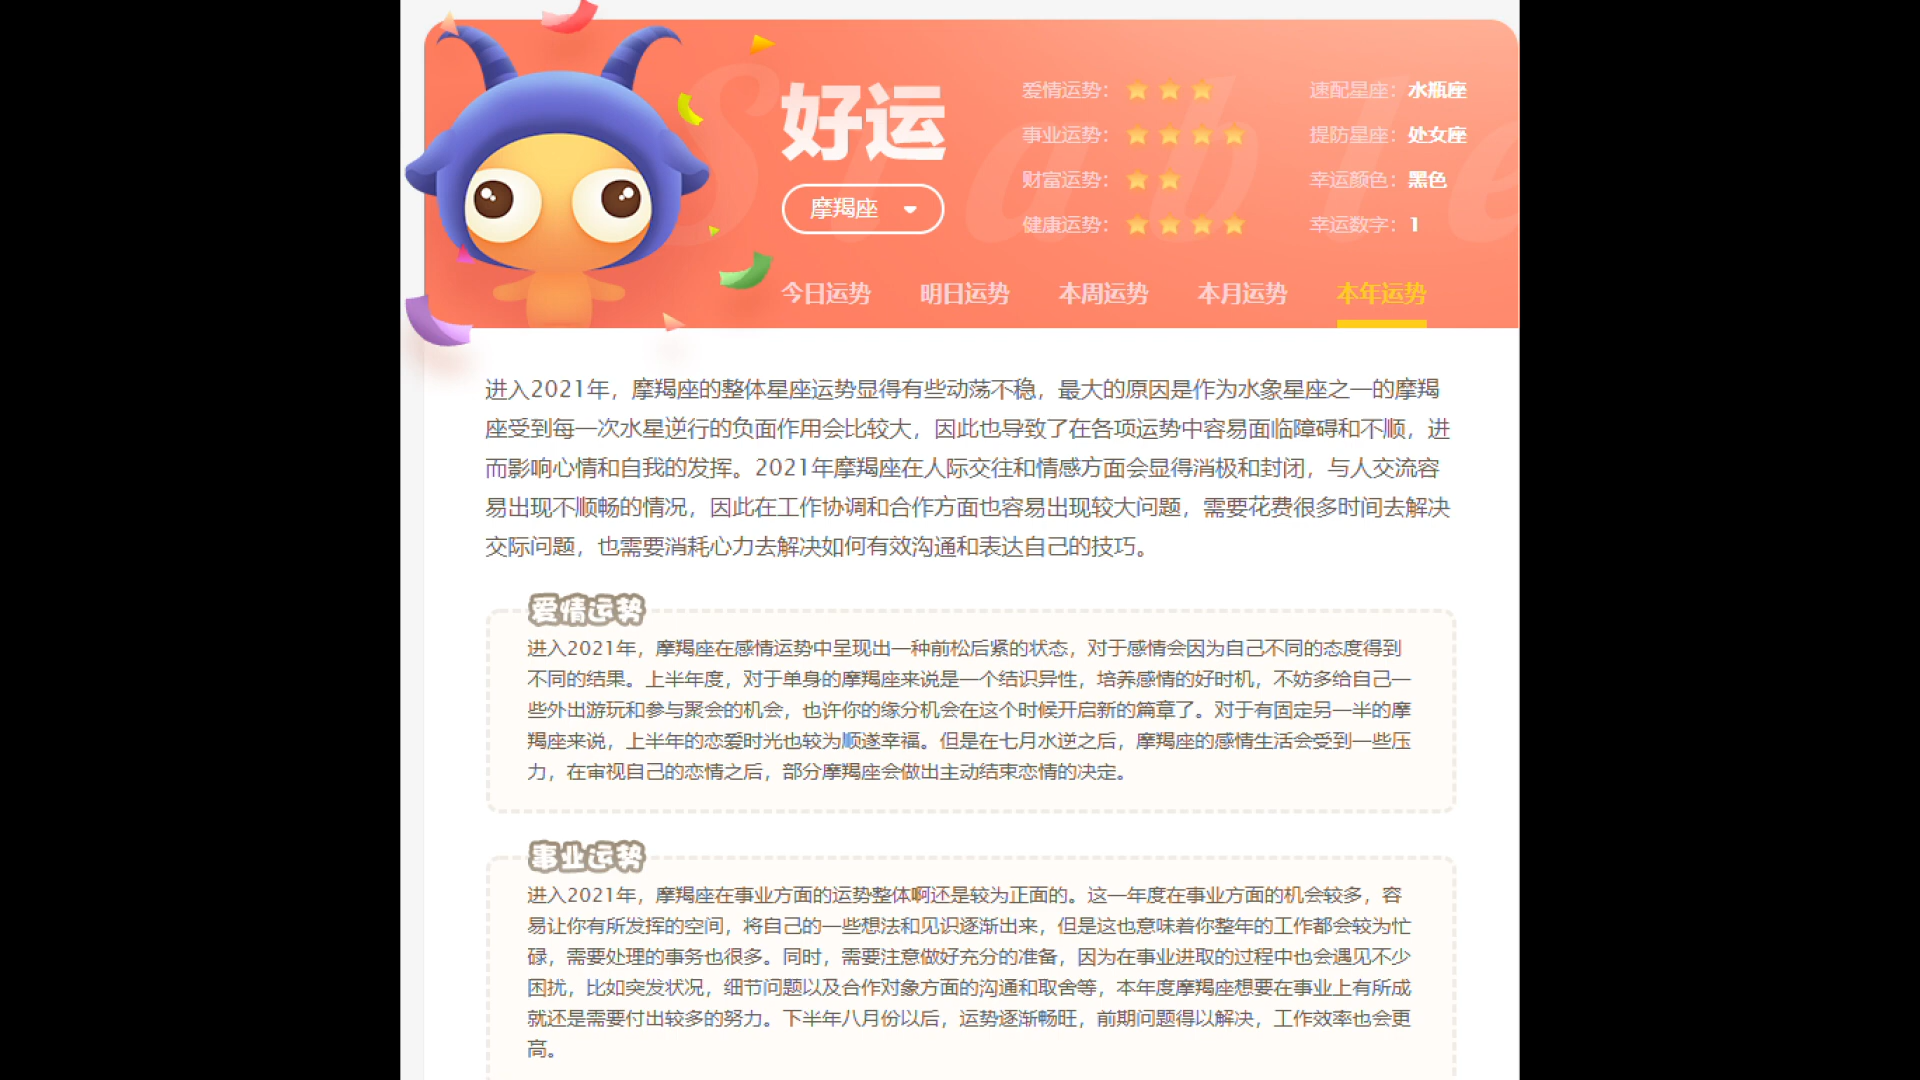 Stable
好运
摩羯座
爱情运势：
事业运势：
财富运势：
健康运势：
速配星座：水瓶座
提防星座：处女座
幸运颜色：黑色
幸运数字：1
今日运势 明日运势 本周运势 本月运势 本年运势
进入2021年，摩羯座的整体星座运势显得有些动荡不稳，最大的原因是作为水象星座之一的摩羯
座受到每一次水星逆行的负面作用会比较大，因此也导致了在各项运势中容易面临障碍和不顺，进
而影响心情和自我的发挥。2021年摩羯座在人际交往和情感方面会显得消极和封闭，与人交流容
易出现不顺畅的情况，因此在工作协调和合作方面也容易出现较大问题，需要花费很多时间去解决
交际问题，也需要消耗心力去解决如何有效沟通和表达自己的技巧。
爱情运势
进入2021年，摩羯座在感情运势中呈现出一种前松后紧的状态，对于感情会因为自己不同的态度得到
不同的结果。上半年度，对于单身的摩羯座来说是一个结识异性，培养感情的好时机，不妨多给自己一
些外出游玩和参与聚会的机会，也许你的缘分机会在这个时候开启新的篇章了。对于有固定另一半的摩
羯座来说，上半年的恋爱时光也较为顺遂幸福。但是在七月水逆之后，摩羯座的感情生活会受到一些压
力，在审视自己的恋情之后，部分摩羯座会做出主动结束恋情的决定。
事业运势
进入2021年，摩羯座在事业方面的运势整体啊还是较为正面的。这一年度在事业方面的机会较多，容
易让你有所发挥的空间，将自己的一些想法和见识逐渐出来，但是这也意味着你整年的工作都会较为忙
碌，需要处理的事务也很多。同时，需要注意做好充分的准备，因为在事业进取的过程中也会遇见不少
困扰，比如突发状况，细节问题以及合作对象方面的沟通和取舍等，本年度摩羯座想要在事业上有所成
就还是需要付出较多的努力。下半年八月份以后，运势逐渐畅旺，前期问题得以解决，工作效率也会更
高。